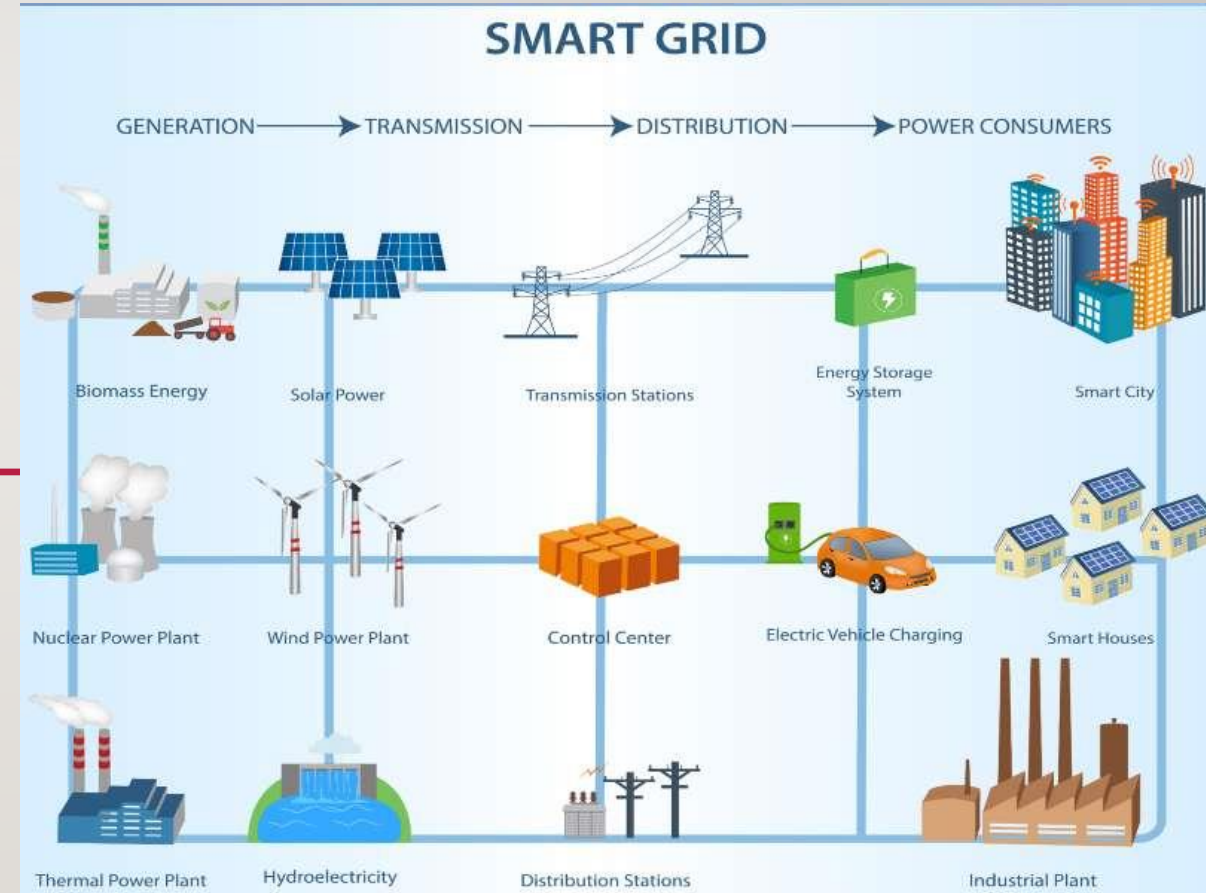 SMART GRID
GENERATION TRANSMISSION DISTRIBUTION POWER CONSUMERS
Biomass Energy
Solar Power
Transmission Stations
Energy Storage
System
Smart City
Nuclear Power Plant
Wind Power Plant
Control Center
Electric Vehicle Charging
Smart Houses
Thermal Power Plant
Hydroelectricity
Distribution Stations
Industrial Plant